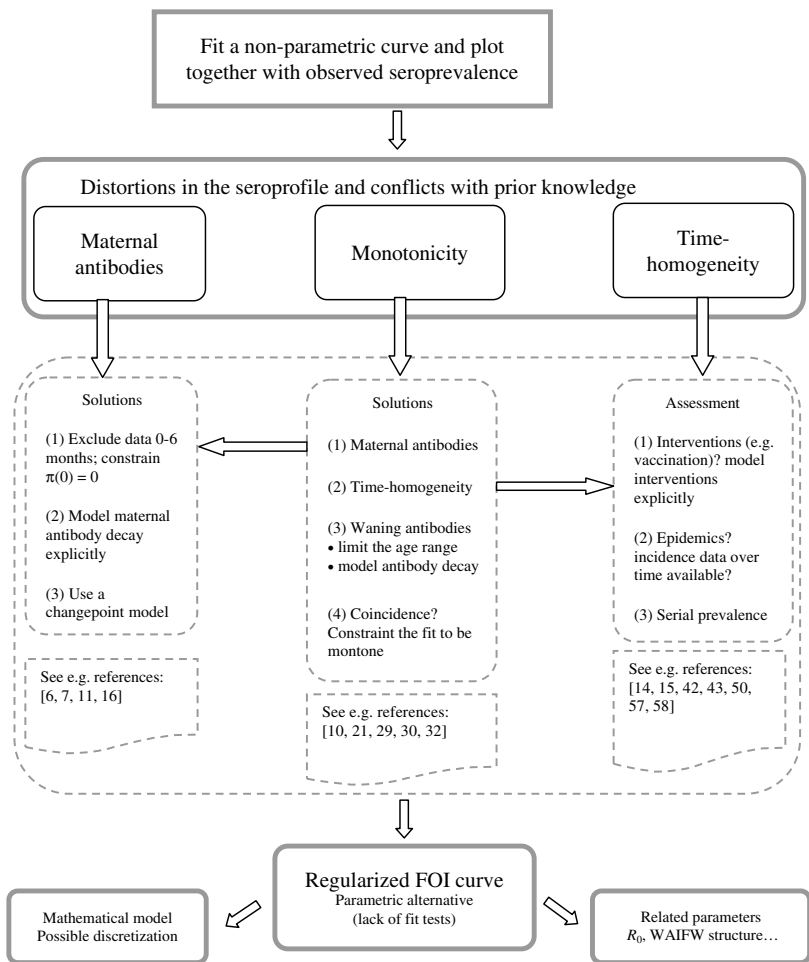 Fit a non-parametric curve and plot
together with observed seroprevalence
Distortions in the seroprofile and conflicts with prior knowledge
Maternal
antibodies
Monotonicity
Time-
homogeneity
Solutions
(1) Exclude data 0-6
months; constrain
π(0) = 0
(2) Model maternal
antibody decay
explicitly
(3) Use a
changepoint model
See e.g. references:
[6, 7, 11, 16]
Solutions
(1) Maternal antibodies
(2) Time-homogeneity
(3) Waning antibodies
• limit the age range
• model antibody decay
(4) Coincidence?
Constraint the fit to be
montone
See e.g. references:
[10, 21, 29, 30, 32]
Assessment
(1) Interventions (e.g.
vaccination)? model
interventions
explicitly
(2) Epidemics?
incidence data over
time available?
(3) Serial prevalence
See e.g. references:
[14, 15, 42, 43, 50,
57, 58]
Regularized FOI curve
Parametric alternative
(lack of fit tests)
Mathematical model
Possible discretization
Related parameters
R₀, WAIFW structure…